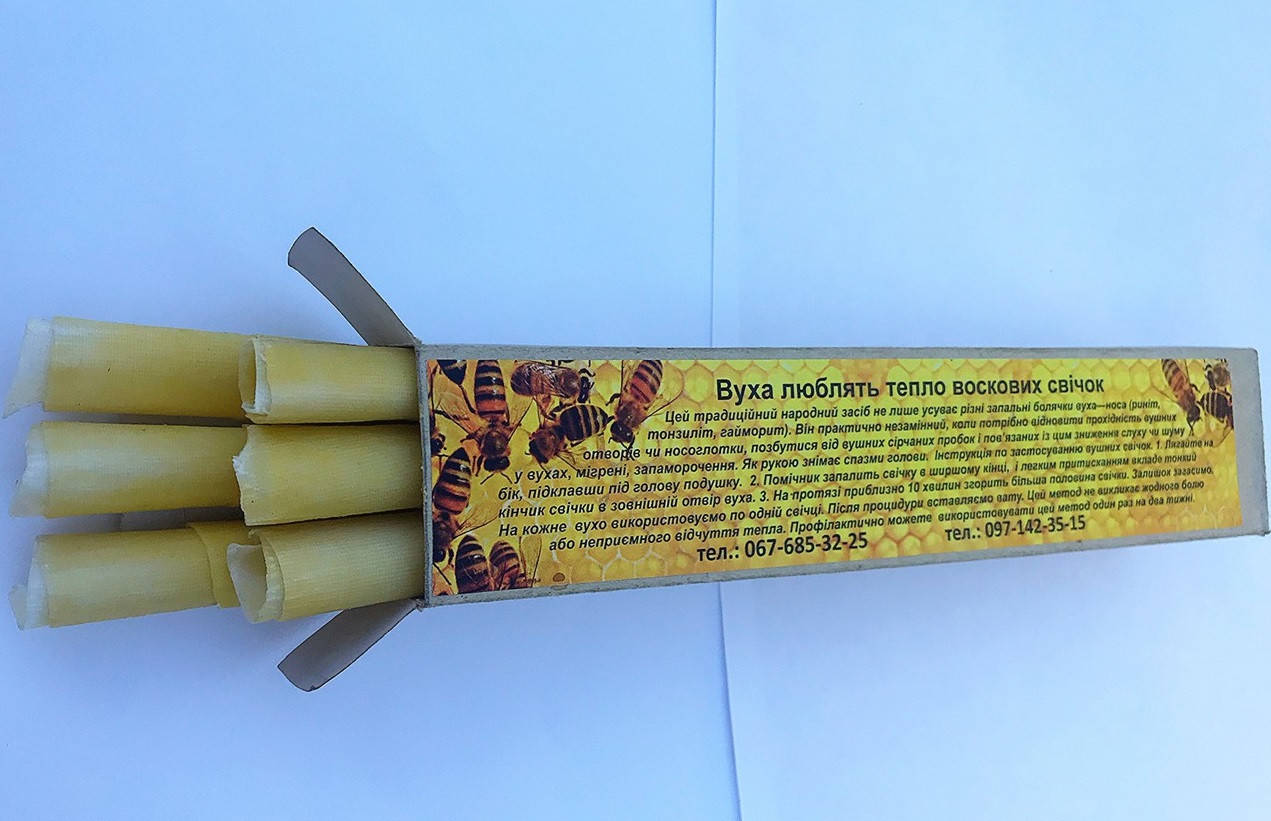 Вуха люблять тепло воскових свічок
Цей традиційний народний засіб не лише усуває різні запальні болячки вуха—носа (риніт,
тонзиліт, гайморит). Він практично незамінний, коли потрібно відновити прохідність вушних
отворів чи носоглотки, позбутися від вушних сірчаних пробок і пов'язаних із цим зниження слуху чи шуму
у вухах, мігрені, запаморочення. Як рукою знімає спазми голови. Інструкція по застосуванню вушних свічок. 1. Лягайте на
бік, підклавши під голову подушку. 2, Помічник запалить свічку в ширшому кінці, і легким притисканням вкладе тонкий
кінчик свічки в зовнішній отвір вуха. 3. На протязі приблизно 10 хвилин згорить більша половина свічки. Залишок загасимо.
На кожне вухо використовуємо по одній свічці. Після процедури вставляємо вату. Цей метод не викликає жодного болю
або неприємного відчуття тепла. Профілактично можете використовувати цей метод один раз на два тижні.
тел.: 067-685-32-25 тел.: 097-142-35-15